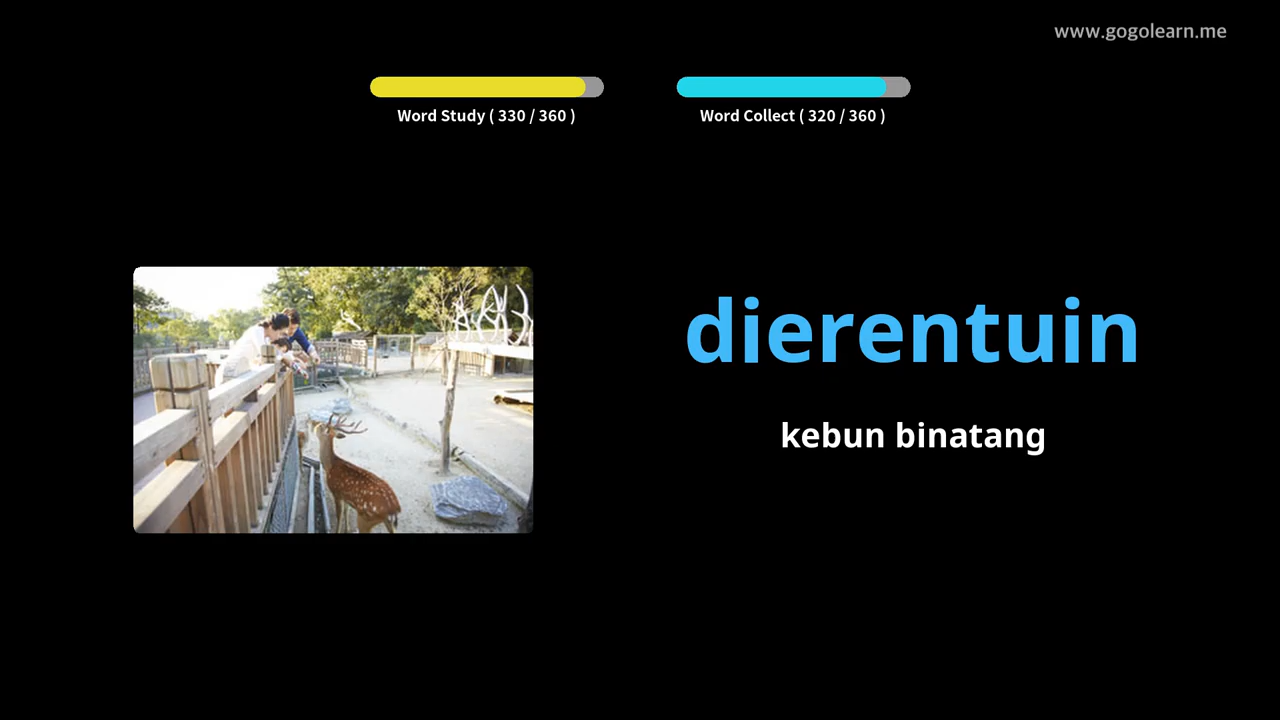 www.gogolearn.me
Word Study ( 330 / 360 )
Word Collect ( 320 / 360 )
dierentuin
kebun binatang